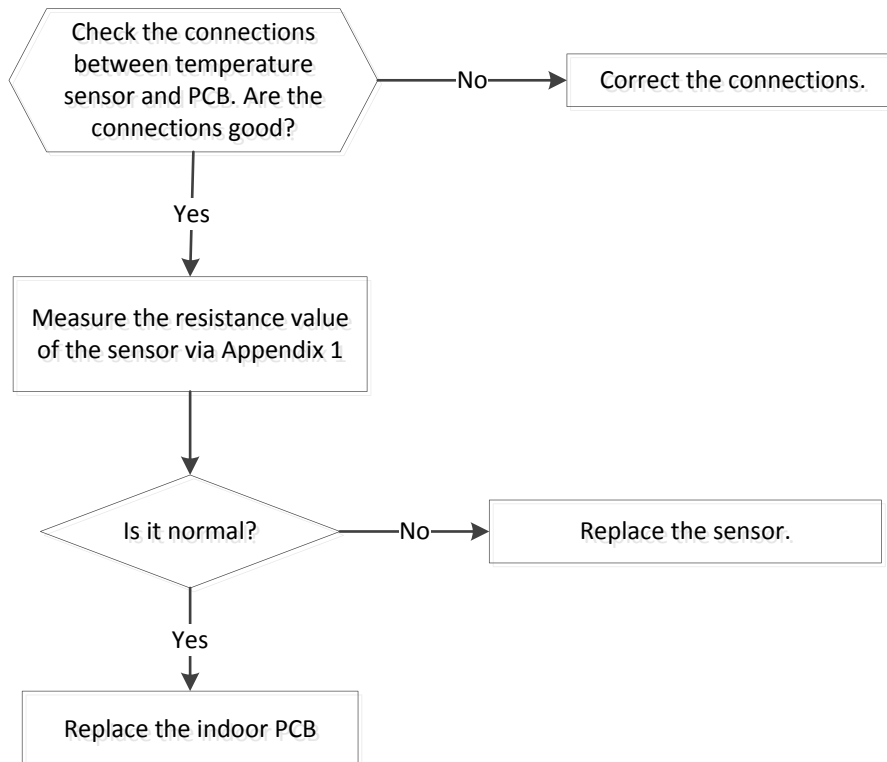 Check the connections
between temperature
sensor and PCB. Are the
connections good?
No
Correct the connections.
Yes
Measure the resistance value
of the sensor via Appendix 1
Is it normal?
No
Replace the sensor.
Yes
Replace the indoor PCB